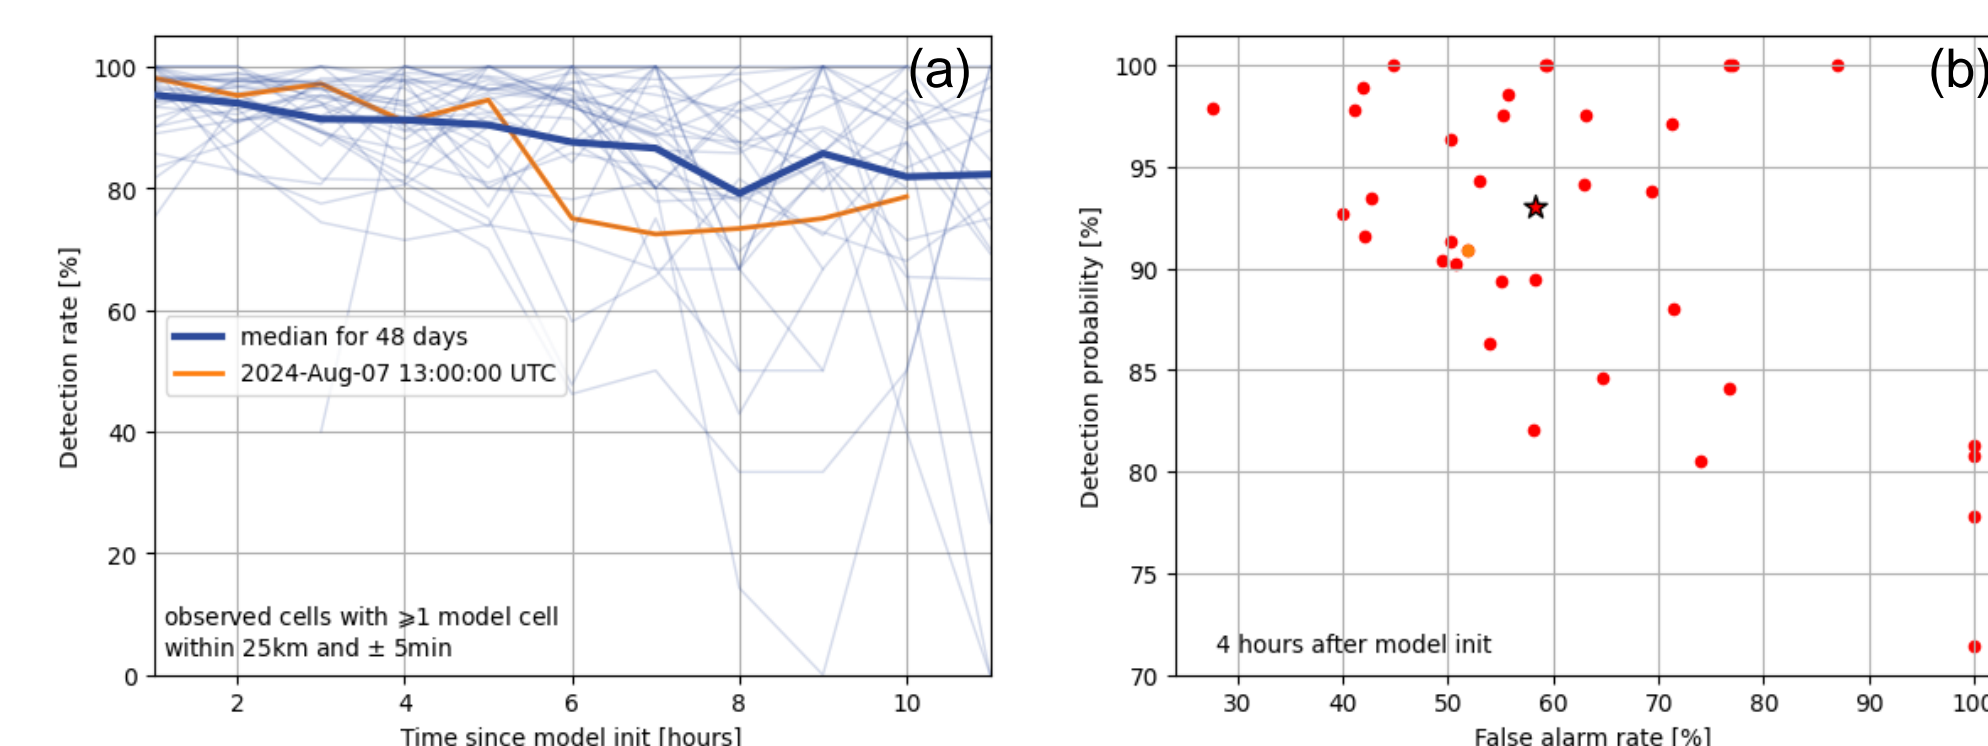 (a)
100
80
60
40
20
0
Detection rate [%]
median for 48 days
2024-Aug-07 13:00:00 UTC
observed cells with ⩾1 model cell
within 25km and ± 5min
2 4 6 8 10
Time since model init [hours]
(b)
100
95
90
85
80
75
70
Detection probability [%]
4 hours after model init
30 40 50 60 70 80 90 100
False alarm rate [%]